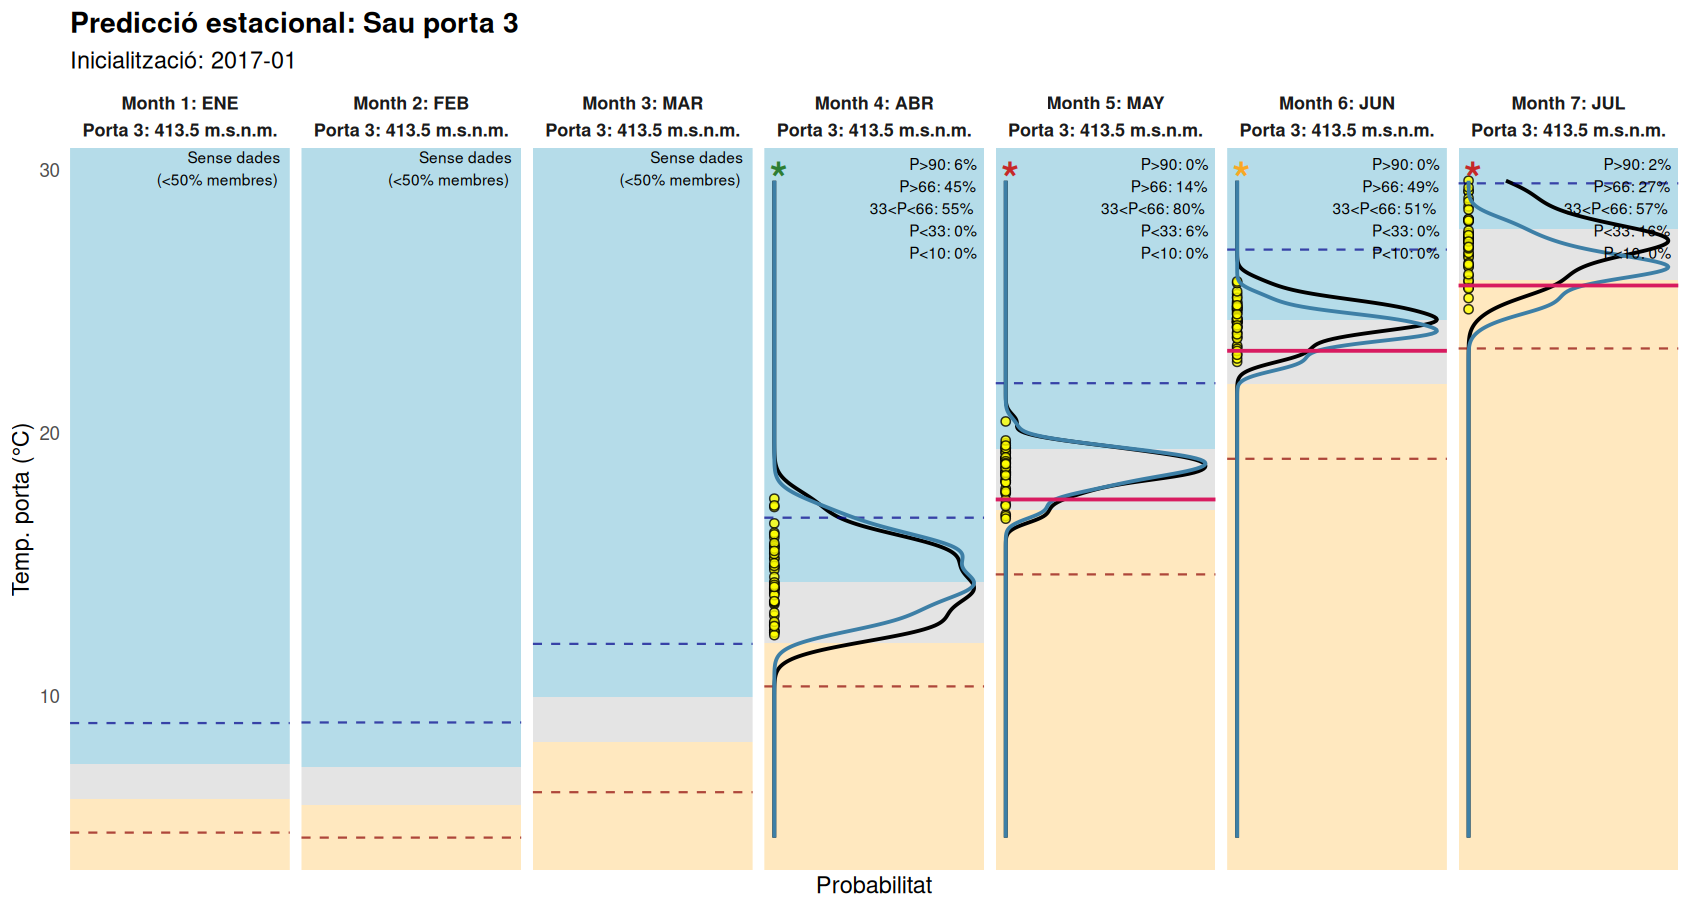 Predicció estacional: Sau porta 3
Inicialització: 2017-01
Month 1: ENE
Porta 3: 413.5 m.s.n.m.
Month 2: FEB
Porta 3: 413.5 m.s.n.m.
Month 3: MAR
Porta 3: 413.5 m.s.n.m.
Month 4: ABR
Porta 3: 413.5 m.s.n.m.
Month 5: MAY
Porta 3: 413.5 m.s.n.m.
Month 6: JUN
Porta 3: 413.5 m.s.n.m.
Month 7: JUL
Porta 3: 413.5 m.s.n.m.
Temp. porta (°C)
30
20
10
Sense dades
(<50% membres)
Sense dades
(<50% membres)
Sense dades
(<50% membres)
*
P>90: 6%
P>66: 45%
33<P<66: 55%
P<33: 0%
P<10: 0%
*
P>90: 0%
P>66: 14%
33<P<66: 80%
P<33: 6%
P<10: 0%
*
P>90: 0%
P>66: 49%
33<P<66: 51%
P<33: 0%
P<10: 0%
*
P>90: 2%
P>66: 27%
33<P<66: 57%
P<33: 16%
P<10: 0%
Probabilitat